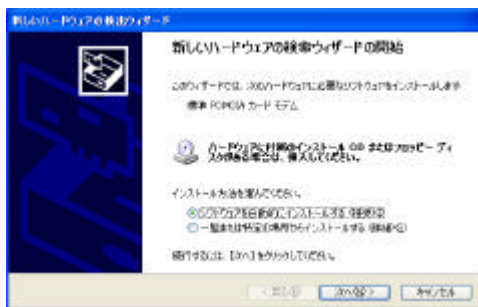 新しいハードウェアの検出ウィザード
新しいハードウェアの検索ウィザードの開始
このウィザードでは、次のハードウェアに必要なソフトウェアをインストールします:
標準 PCMCIA カード モデム
ハードウェアに付属のインストール CD またはフロッピー ディ
スクがある場合は、挿入してください。
インストール方法を選んでください。
ソフトウェアを自動的にインストールする (推奨)(I)
一覧または特定の場所からインストールする (詳細)(S)
続行するには、[次へ] をクリックしてください。
< 戻る(B) 次へ(N) > キャンセル